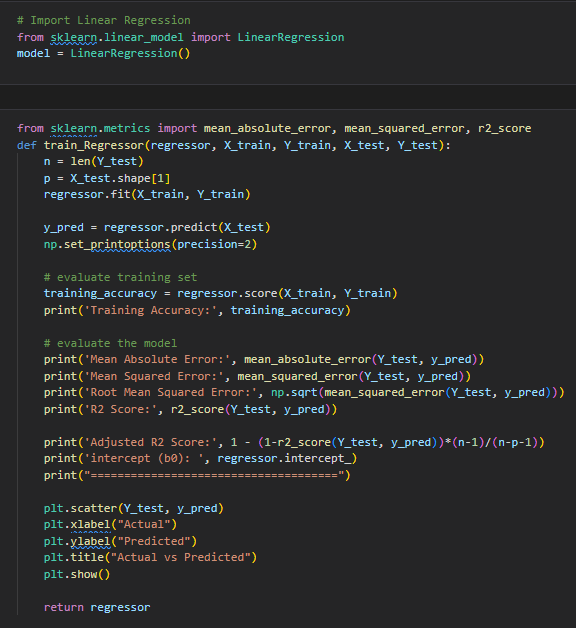 # Import Linear Regression
from sklearn.linear_model import LinearRegression
model = LinearRegression()
from sklearn.metrics import mean_absolute_error, mean_squared_error, r2_score
def train_Regressor(regressor, X_train, Y_train, X_test, Y_test):
    n = len(Y_test)
    p = X_test.shape[1]
    regressor.fit(X_train, Y_train)
    y_pred = regressor.predict(X_test)
    np.set_printoptions(precision=2)
    # evaluate training set
    training_accuracy = regressor.score(X_train, Y_train)
    print('Training Accuracy:', training_accuracy)
    # evaluate the model
    print('Mean Absolute Error:', mean_absolute_error(Y_test, y_pred))
    print('Mean Squared Error:', mean_squared_error(Y_test, y_pred))
    print('Root Mean Squared Error:', np.sqrt(mean_squared_error(Y_test, y_pred)))
    print('R2 Score:', r2_score(Y_test, y_pred))
    print('Adjusted R2 Score:', 1 - (1-r2_score(Y_test, y_pred))*(n-1)/(n-p-1))
    print('intercept (b0): ', regressor.intercept_)
    print("=====================================")
    plt.scatter(Y_test, y_pred)
    plt.xlabel("Actual")
    plt.ylabel("Predicted")
    plt.title("Actual vs Predicted")
    plt.show()
    return regressor